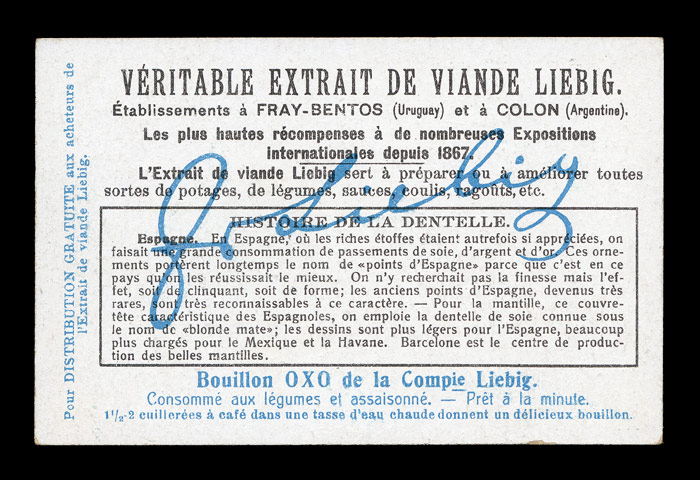 VÉRITABLE EXTRAIT DE VIANDE LIEBIG.
Établissements à FRAY-BENTOS (Uruguay) et à COLON (Argentine).
Les plus hautes récompenses à de nombreuses Expositions
internationales depuis 1867.
L'Extrait de viande Liebig sert à préparer ou à améliorer toutes
sortes de potages, de légumes, sauces, coulis, ragoûts, etc.
HISTOIRE DE LA DENTELLE.
Espagne. En Espagne, où les riches étoffes étaient autrefois si appréciées, on
faisait une grande consommation de passements de soie, d'argent et d'or. Ces orne-
ments portèrent longtemps le nom de «points d'Espagne» parce que c'est en ce
pays qu'on les réussissait le mieux. On n'y recherchait pas la finesse mais l'ef-
fet, soit de clinquant, soit de forme; les anciens points d'Espagne, devenus très
rares, sont très reconnaissables à ce caractère. — Pour la mantille, ce couvre-
tête caractéristique des Espagnoles, on emploie la dentelle de soie connue sous
le nom de «blonde mate»; les dessins sont plus légers pour l'Espagne, beaucoup
plus chargés pour le Mexique et la Havane. Barcelone est le centre de produc-
tion des belles mantilles.
Bouillon OXO de la Compie Liebig.
Consommé aux légumes et assaisonné. — Prêt à la minute.
1½-2 cuillerées à café dans une tasse d'eau chaude donnent un délicieux bouillon.
Pour DISTRIBUTION GRATUITE aux acheteurs de
l'Extrait de viande Liebig.
J. v. Liebig